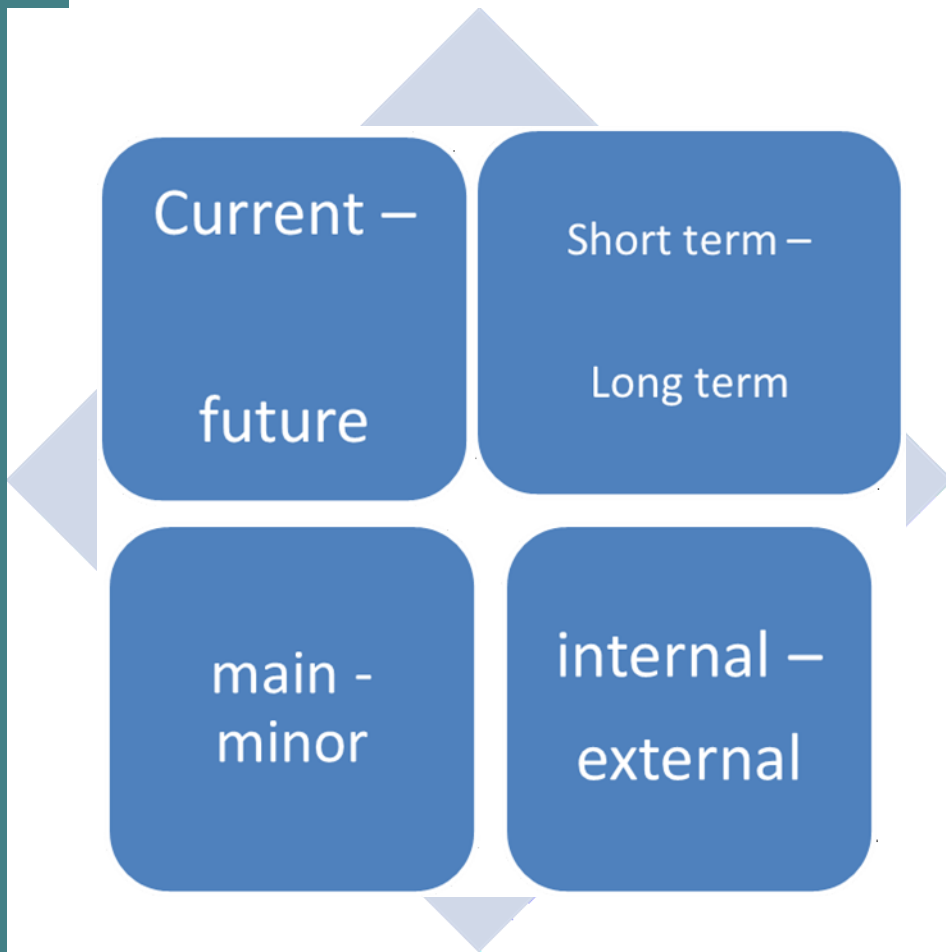 Current –
future
Short term –
Long term
main -
minor
internal –
external